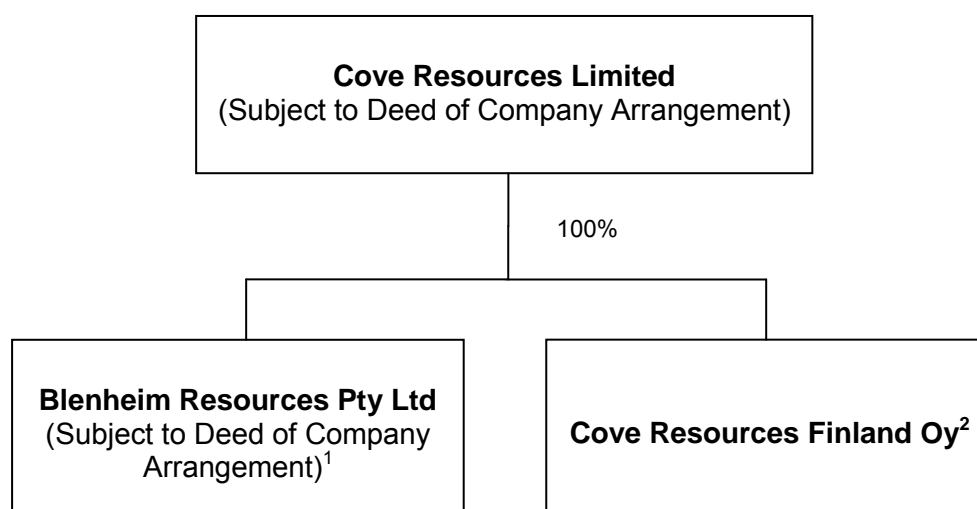 Cove Resources Limited
(Subject to Deed of Company Arrangement)
100%
Blenheim Resources Pty Ltd
(Subject to Deed of Company
Arrangement)1
Cove Resources Finland Oy2